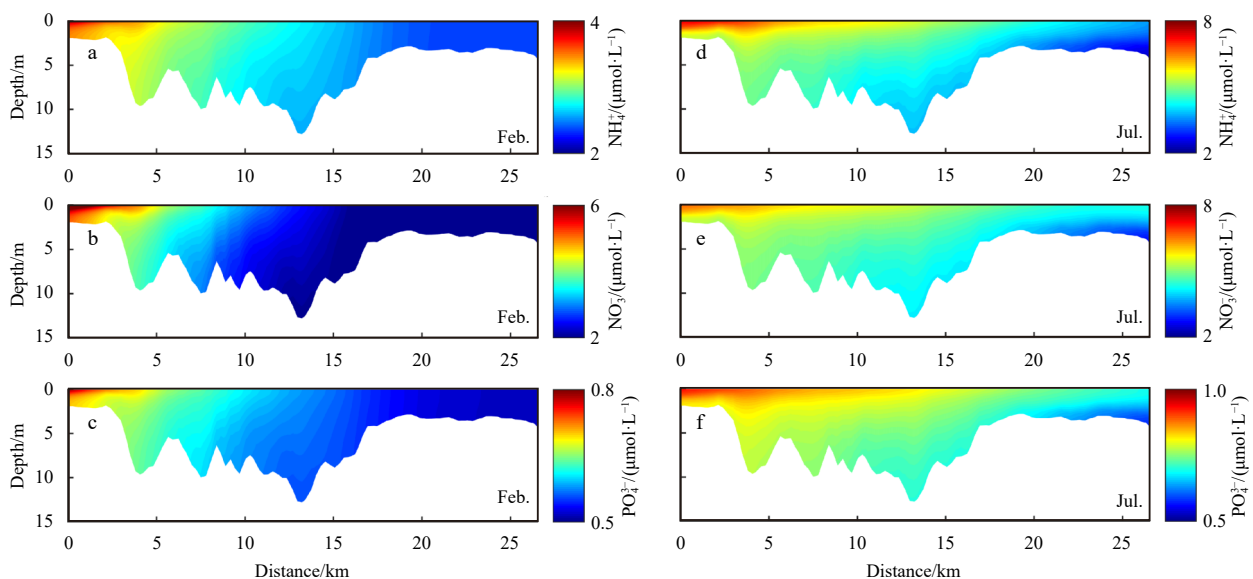 0
5
10
15
Depth/m
a
Feb.
0 5 10 15 20 25
4
2
NH₄⁺/(μmol·L⁻¹)
0
d
Jul.
0 5 10 15 20 25
8
2
NH₄⁺/(μmol·L⁻¹)
0
5
10
15
Depth/m
b
Feb.
0 5 10 15 20 25
6
2
NO₃⁻/(μmol·L⁻¹)
e
Jul.
0 5 10 15 20 25
8
2
NO₃⁻/(μmol·L⁻¹)
0
5
10
15
Depth/m
c
Feb.
0 5 10 15 20 25
Distance/km
0.8
0.5
PO₄³⁻/(μmol·L⁻¹)
f
Jul.
0 5 10 15 20 25
Distance/km
1.0
0.5
PO₄³⁻/(μmol·L⁻¹)